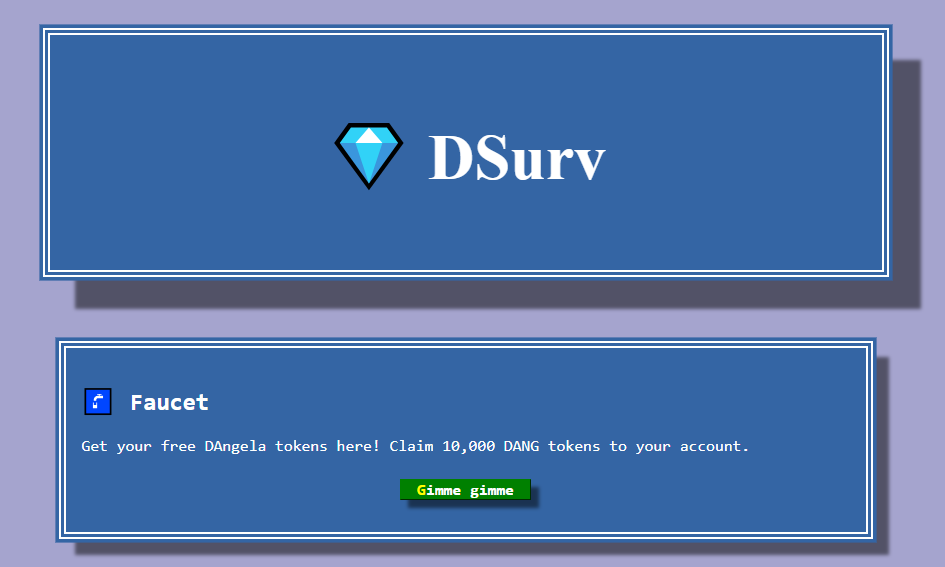 DSurv
Faucet
Get your free DAngela tokens here! Claim 10,000 DANG tokens to your account.
Gimme gimme